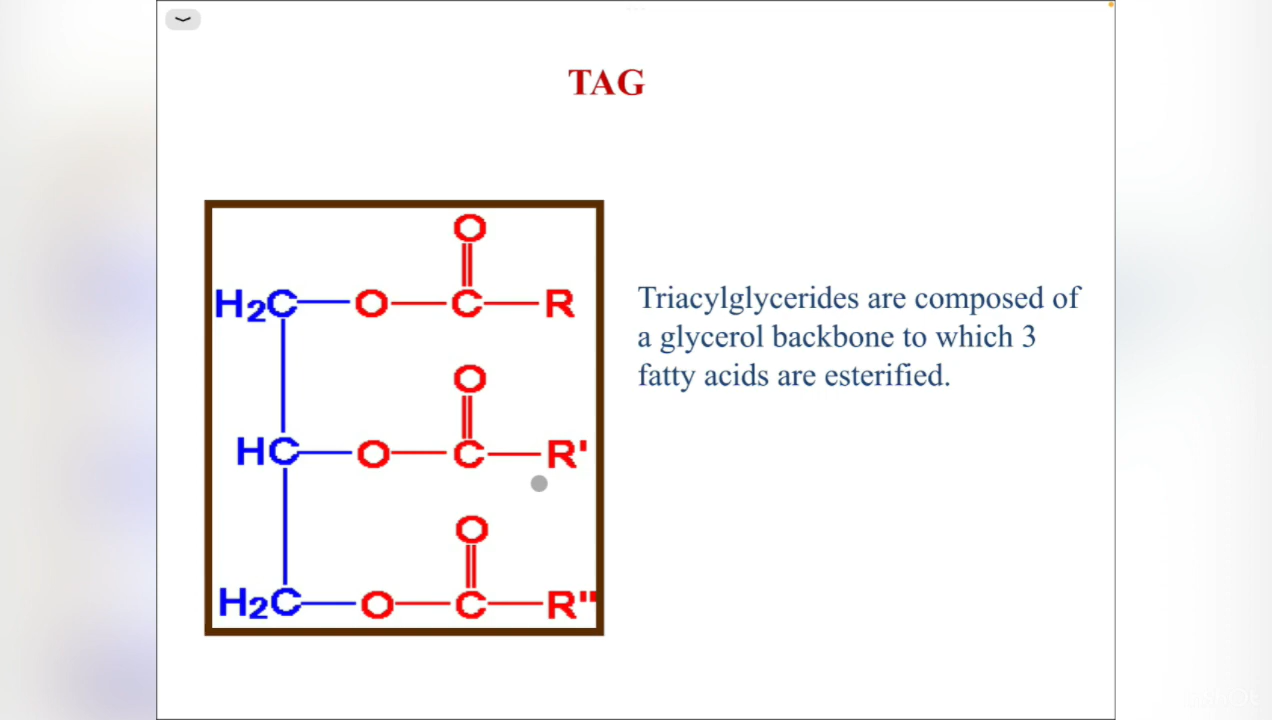 TAG
O
H2C O C R
O
HC O C R'
O
H2C O C R"
Triacylglycerides are composed of
a glycerol backbone to which 3
fatty acids are esterified.